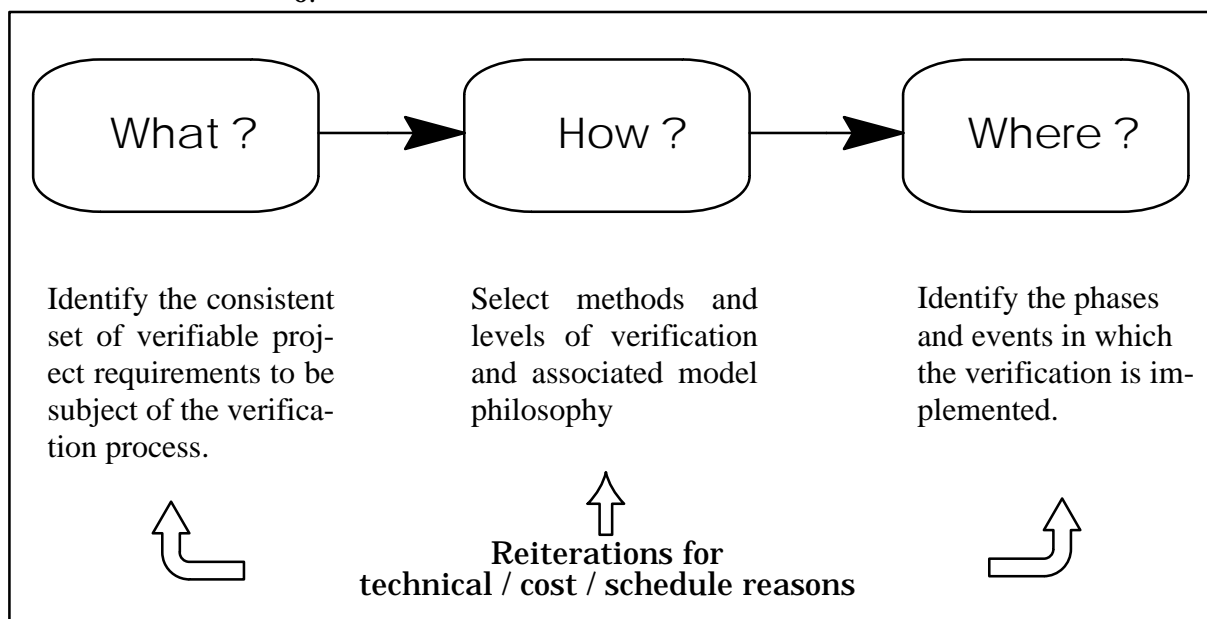 What ?
How ?
Where ?
Identify the consistent
set of verifiable proj-
ect requirements to be
subject of the verifica-
tion process.
Select methods and
levels of verification
and associated model
philosophy
Identify the phases
and events in which
the verification is im-
plemented.
Reiterations for
technical / cost / schedule reasons